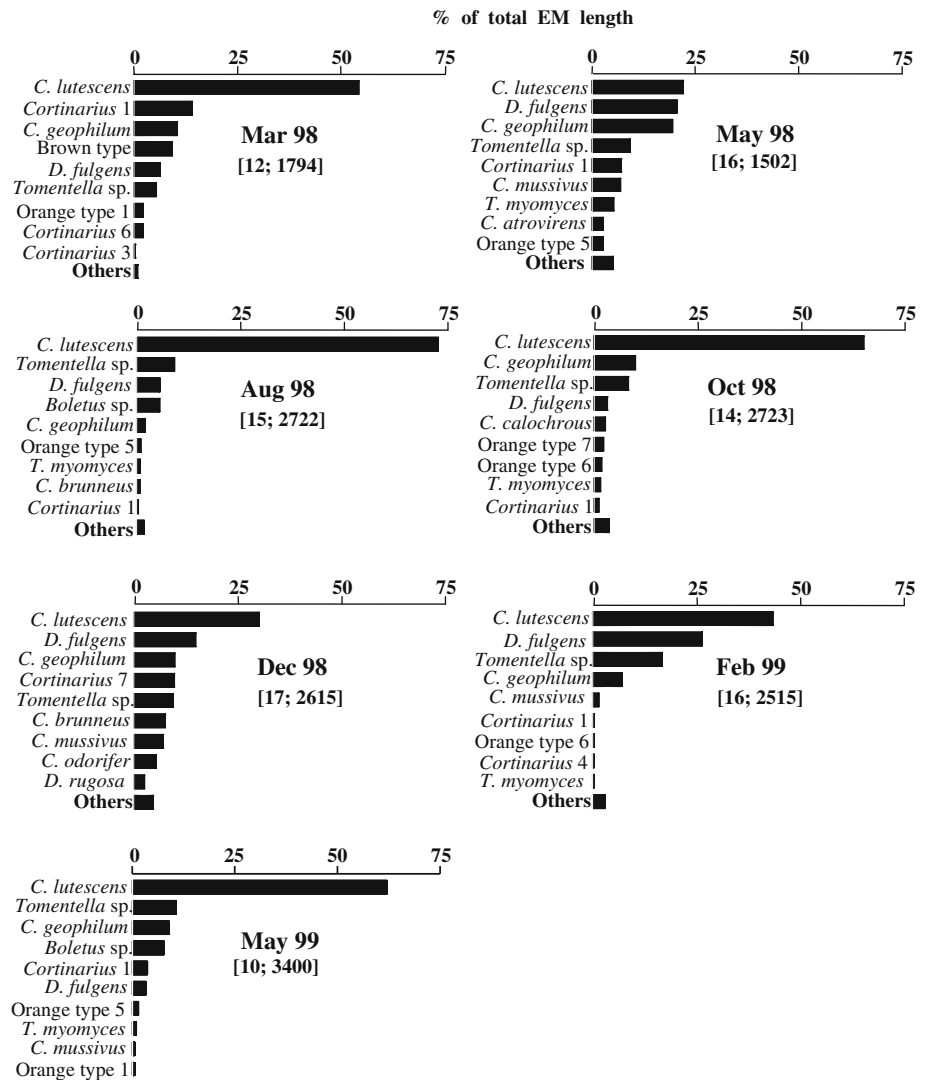 % of total EM length
0 25 50 75
C. lutescens
Cortinarius 1
C. geophilum
Brown type
D. fulgens
Tomentella sp.
Orange type 1
Cortinarius 6
Cortinarius 3
Others
Mar 98
[12; 1794]
0 25 50 75
C. lutescens
D. fulgens
C. geophilum
Tomentella sp.
Cortinarius 1
C. mussivus
T. myomyces
C. atrovirens
Orange type 5
Others
May 98
[16; 1502]
0 25 50 75
C. lutescens
Tomentella sp.
D. fulgens
Boletus sp.
C. geophilum
Orange type 5
T. myomyces
C. brunneus
Cortinarius 1
Others
Aug 98
[15; 2722]
0 25 50 75
C. lutescens
C. geophilum
Tomentella sp.
D. fulgens
C. calochrous
Orange type 7
Orange type 6
T. myomyces
Cortinarius 1
Others
Oct 98
[14; 2723]
0 25 50 75
C. lutescens
D. fulgens
C. geophilum
Cortinarius 7
Tomentella sp.
C. brunneus
C. mussivus
C. odorifer
D. rugosa
Others
Dec 98
[17; 2615]
0 25 50 75
C. lutescens
D. fulgens
Tomentella sp.
C. geophilum
C. mussivus
Cortinarius 1
Orange type 6
Cortinarius 4
T. myomyces
Others
Feb 99
[16; 2515]
0 25 50 75
C. lutescens
Tomentella sp.
C. geophilum
Boletus sp.
Cortinarius 1
D. fulgens
Orange type 5
T. myomyces
C. mussivus
Orange type 1
May 99
[10; 3400]